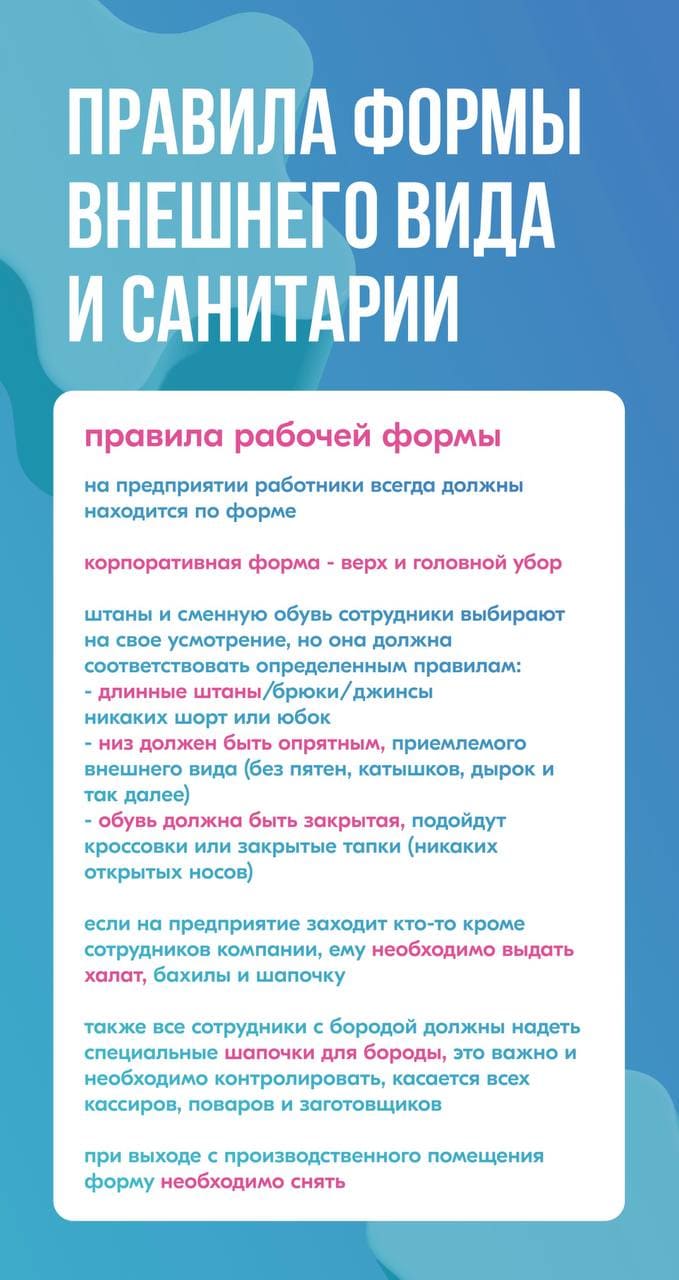 ПРАВИЛА ФОРМЫ
ВНЕШНЕГО ВИДА
И САНИТАРИИ
правила рабочей формы
на предприятии работники всегда должны
находится по форме
корпоративная форма - верх и головной убор
штаны и сменную обувь сотрудники выбирают
на свое усмотрение, но она должна
соответствовать определенным правилам:
- длинные штаны/брюки/джинсы
никаких шорт или юбок
- низ должен быть опрятным, приемлемого
внешнего вида (без пятен, катышков, дырок и
так далее)
- обувь должна быть закрытая, подойдут
кроссовки или закрытые тапки (никаких
открытых носов)
если на предприятие заходит кто-то кроме
сотрудников компании, ему необходимо выдать
халат, бахилы и шапочку
также все сотрудники с бородой должны надеть
специальные шапочки для бороды, это важно и
необходимо контролировать, касается всех
кассиров, поваров и заготовщиков
при выходе с производственного помещения
форму необходимо снять